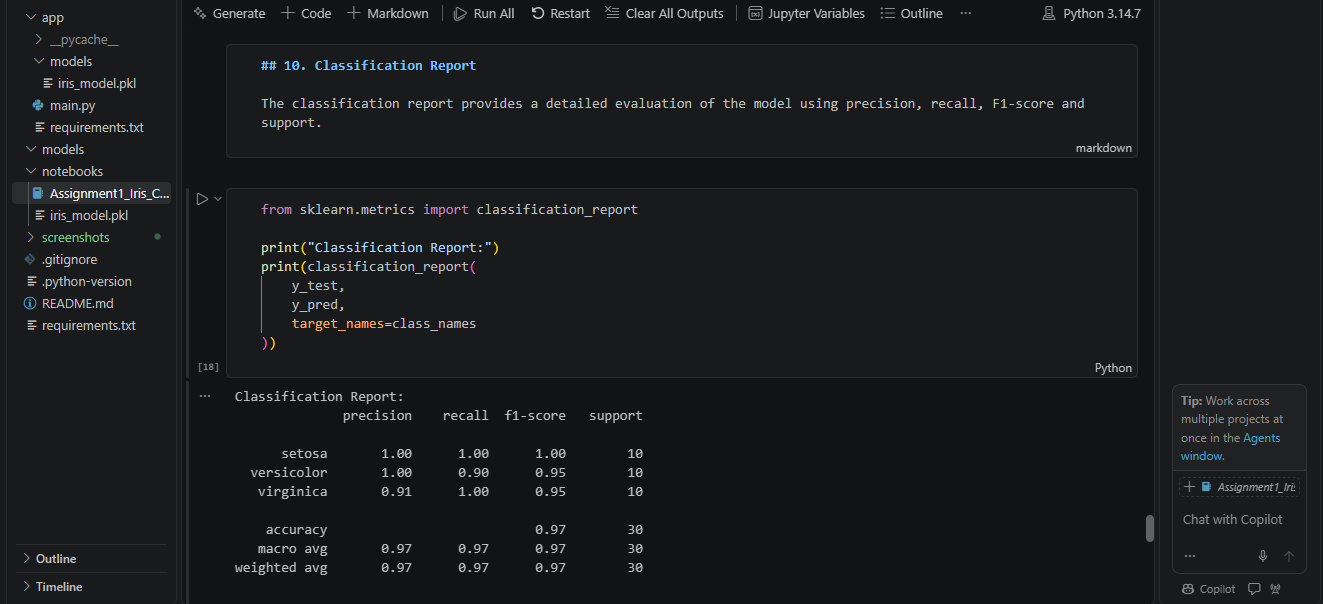 app
__pycache__
models
iris_model.pkl
main.py
requirements.txt
models
notebooks
Assignment1_Iris_C...
iris_model.pkl
screenshots
.gitignore
.python-version
README.md
requirements.txt
Outline
Timeline
Generate Code Markdown Run All Restart Clear All Outputs Jupyter Variables Outline ... Python 3.14.7
## 10. Classification Report
The classification report provides a detailed evaluation of the model using precision, recall, F1-score and
support.
markdown
from sklearn.metrics import classification_report
print("Classification Report:")
print(classification_report(
y_test,
y_pred,
target_names=class_names
))
[18]
Python
... Classification Report:
precision recall f1-score support
setosa 1.00 1.00 1.00 10
versicolor 1.00 0.90 0.95 10
virginica 0.91 1.00 0.95 10
accuracy 0.97 30
macro avg 0.97 0.97 0.97 30
weighted avg 0.97 0.97 0.97 30
Tip: Work across
multiple projects at
once in the Agents
window.
Assignment1_Iris
Chat with Copilot
...
Copilot